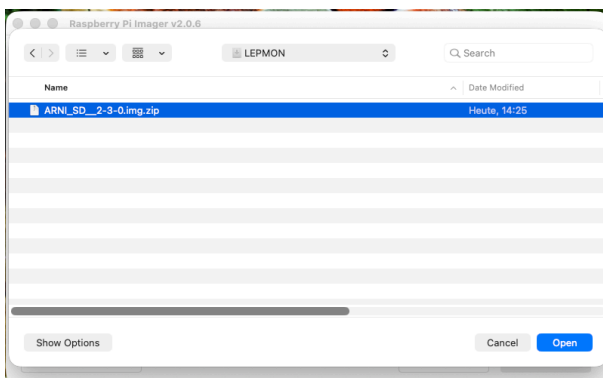 Raspberry Pi Imager v2.0.6
LEPMON
Search
Name
Date Modified
ARNI_SD__2-3-0.img.zip
Heute, 14:25
Show Options
Cancel
Open